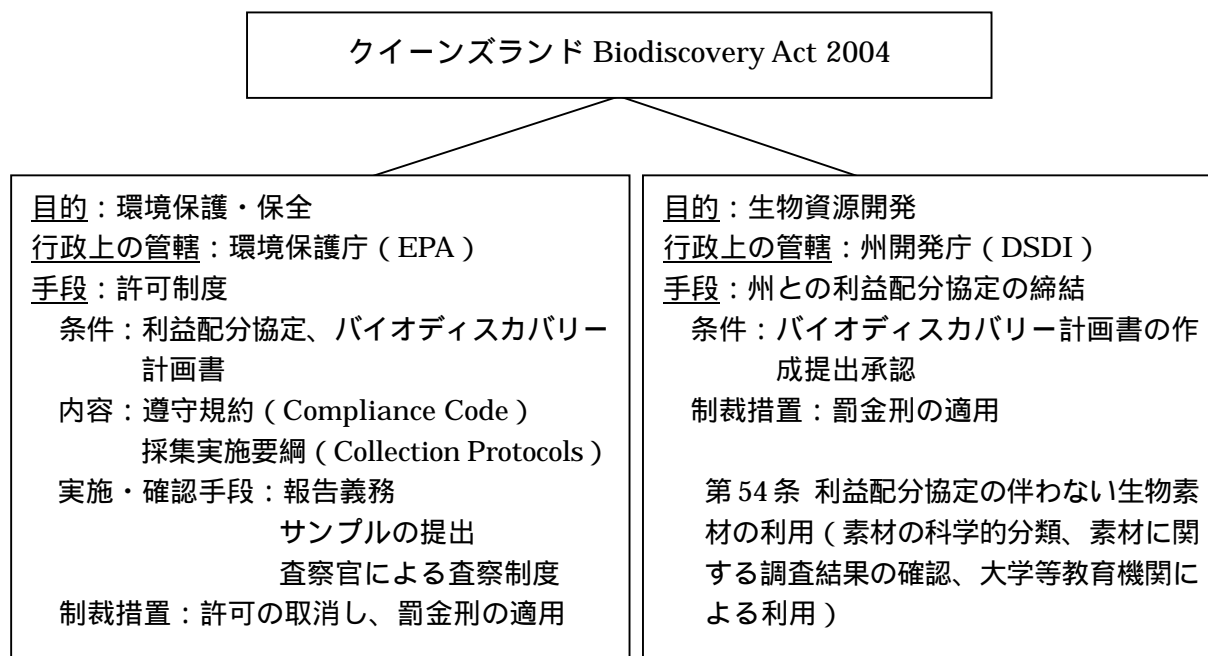 クイーンズランド Biodiscovery Act 2004
目的：環境保護・保全
行政上の管轄：環境保護庁（EPA）
手段：許可制度
条件：利益配分協定、バイオディスカバリー
計画書
内容：遵守規約（Compliance Code）
採集実施要綱（Collection Protocols）
実施・確認手段：報告義務
サンプルの提出
査察官による査察制度
制裁措置：許可の取消し、罰金刑の適用
目的：生物資源開発
行政上の管轄：州開発庁（DSDI）
手段：州との利益配分協定の締結
条件：バイオディスカバリー計画書の作
成提出承認
制裁措置：罰金刑の適用
第54条 利益配分協定の伴わない生物素
材の利用（素材の科学的分類、素材に関
する調査結果の確認、大学等教育機関に
よる利用）